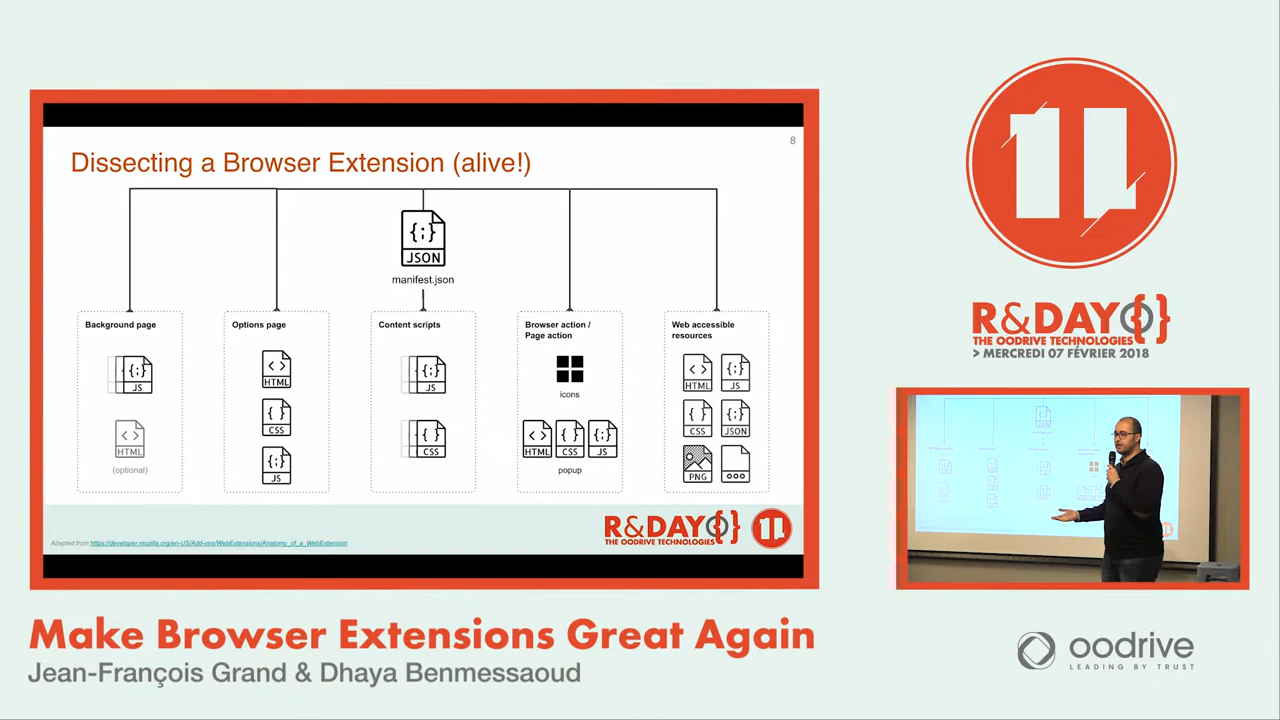 8
Dissecting a Browser Extension (alive!)
{;}
JSON
manifest.json
Background page
{;}
JS
< >
HTML
(optional)
Options page
< >
HTML
{ }
CSS
{;}
JS
Content scripts
{;}
JS
{ }
CSS
Browser action /
Page action
icons
< >
HTML
{ }
CSS
{;}
JS
popup
Web accessible
resources
< >
HTML
{;}
JS
{ }
CSS
{;}
JSON
PNG
Adapted from https://developer.mozilla.org/en-US/Add-ons/WebExtensions/Anatomy_of_a_WebExtension
R&DAY{}
THE OODRIVE TECHNOLOGIES
R&DAY{}
THE OODRIVE TECHNOLOGIES
> MERCREDI 07 FÉVRIER 2018
Make Browser Extensions Great Again
Jean-François Grand & Dhaya Benmessaoud
oodrive
LEADING BY TRUST